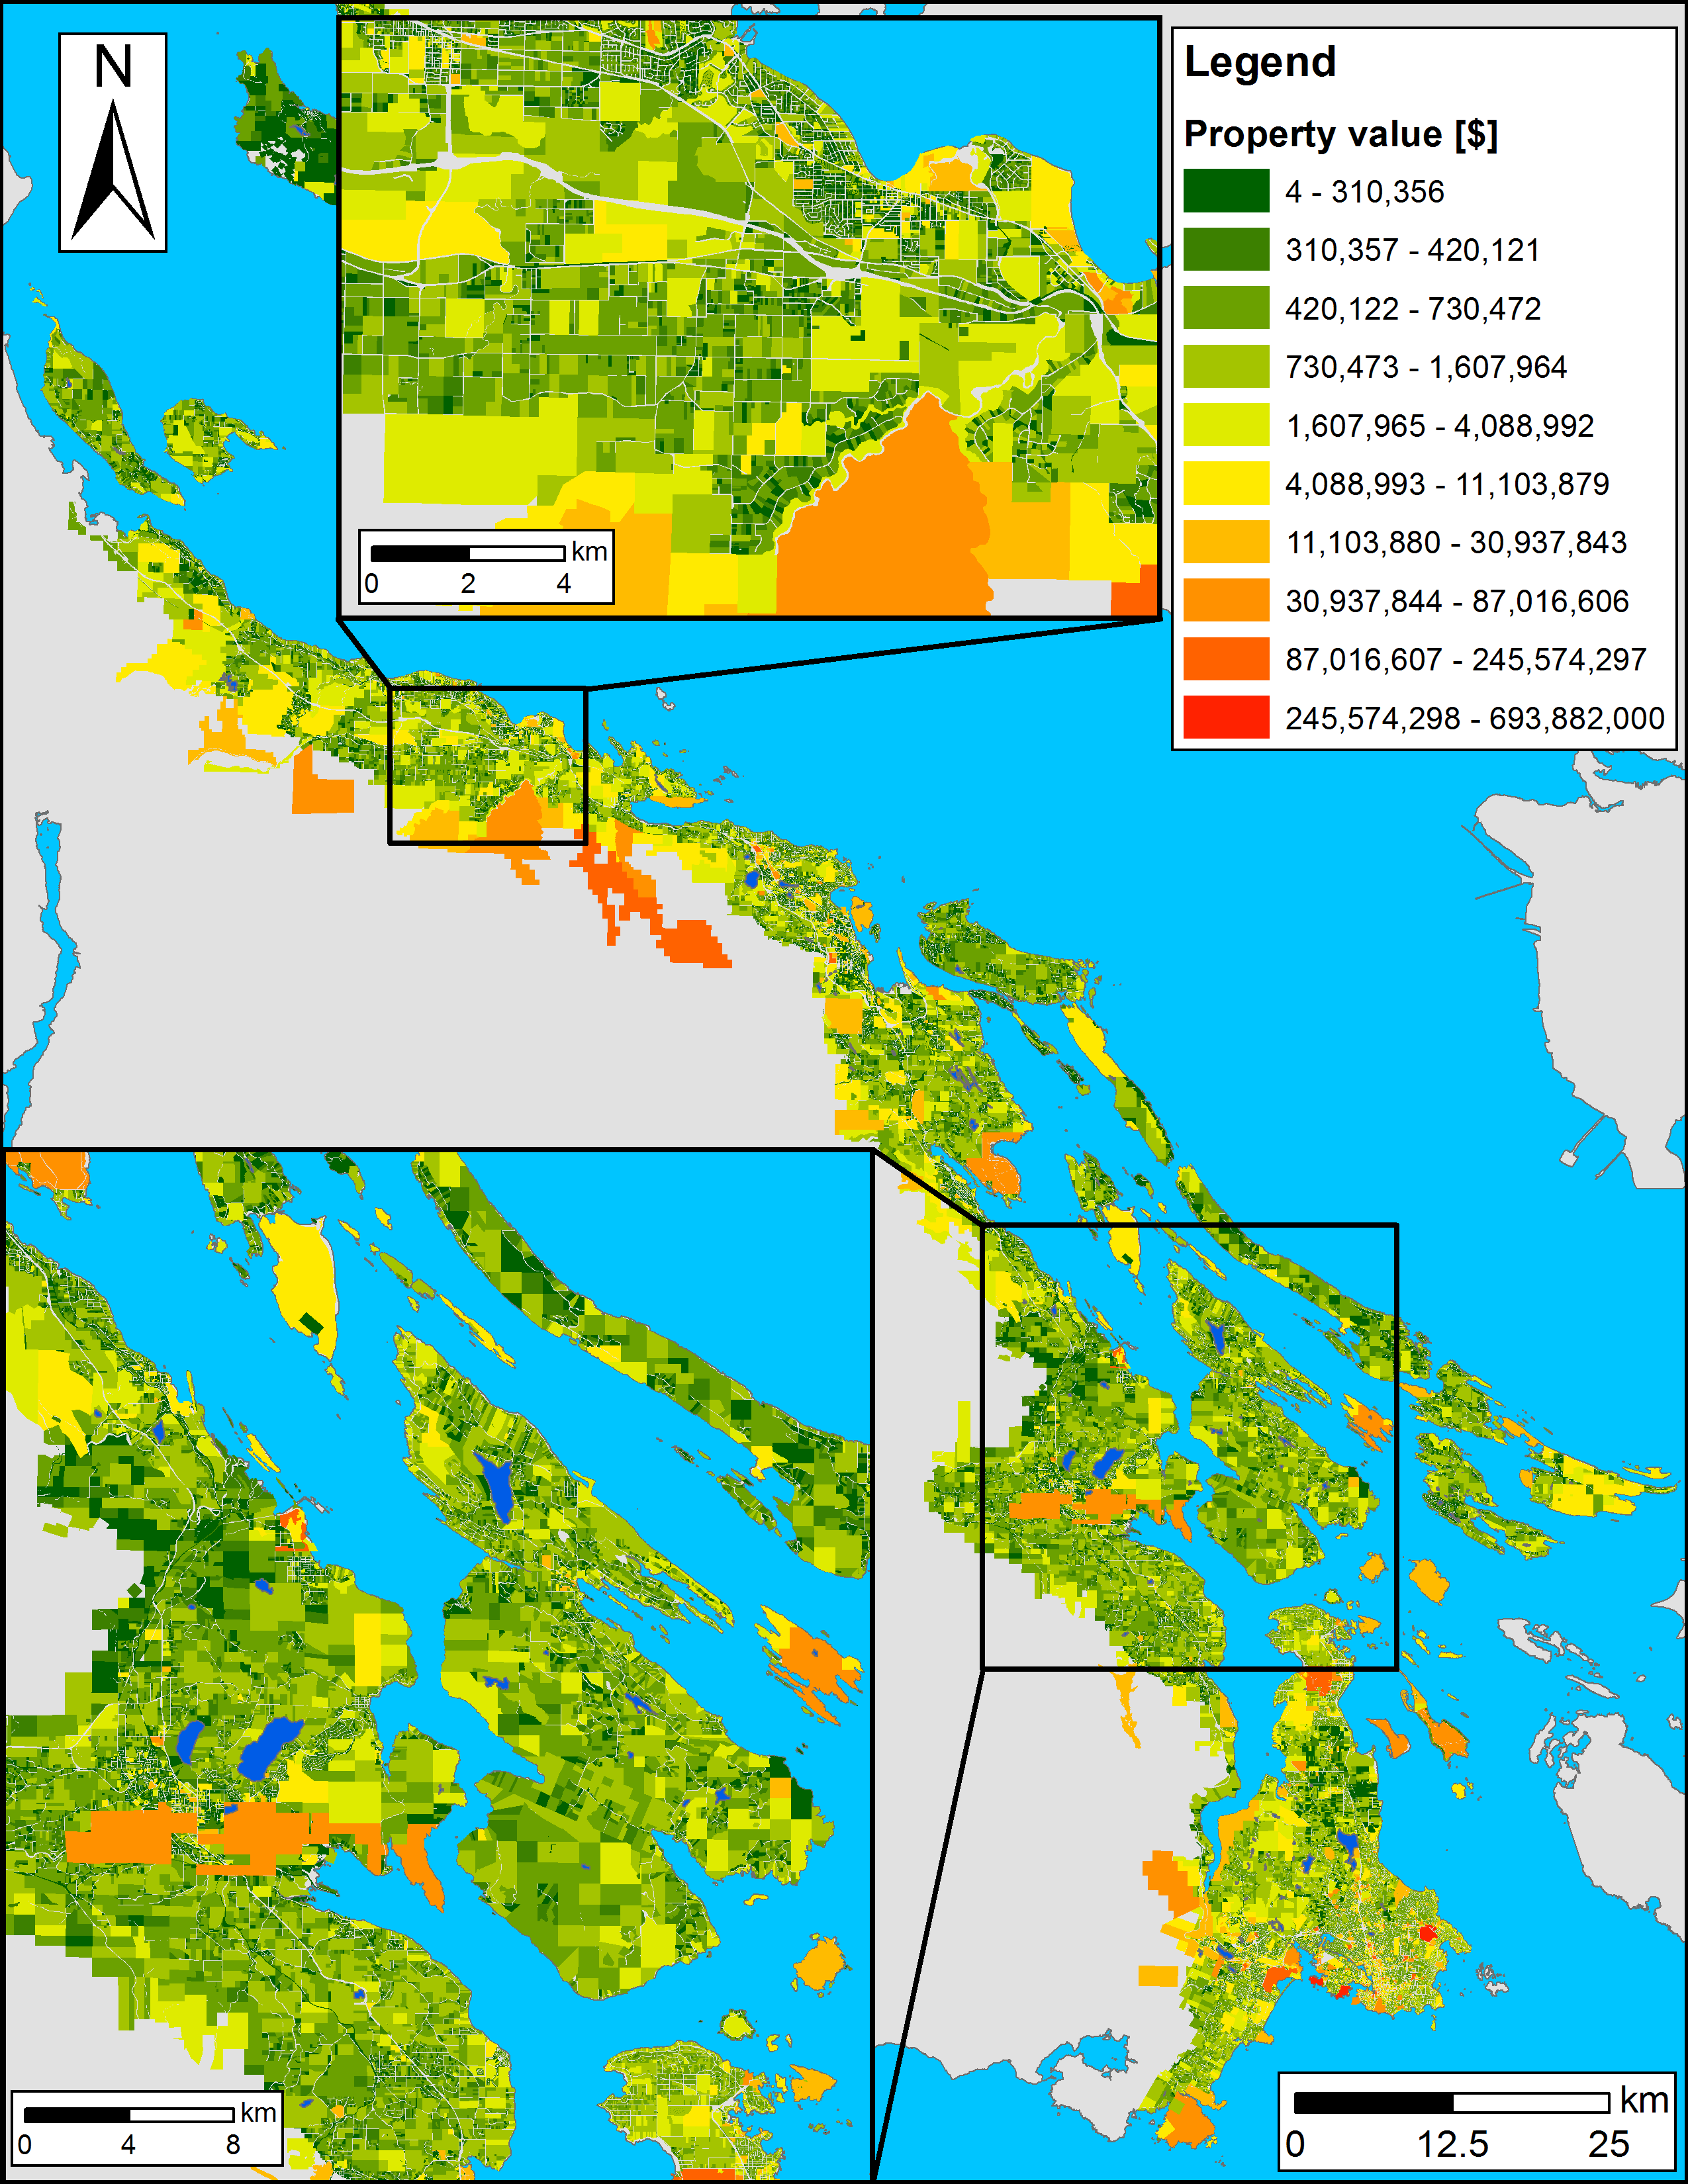 N
Legend
Property value [$]
4 - 310,356
310,357 - 420,121
420,122 - 730,472
730,473 - 1,607,964
1,607,965 - 4,088,992
4,088,993 - 11,103,879
11,103,880 - 30,937,843
30,937,844 - 87,016,606
87,016,607 - 245,574,297
245,574,298 - 693,882,000
km
0 2 4
km
0 4 8
km
0 12.5 25